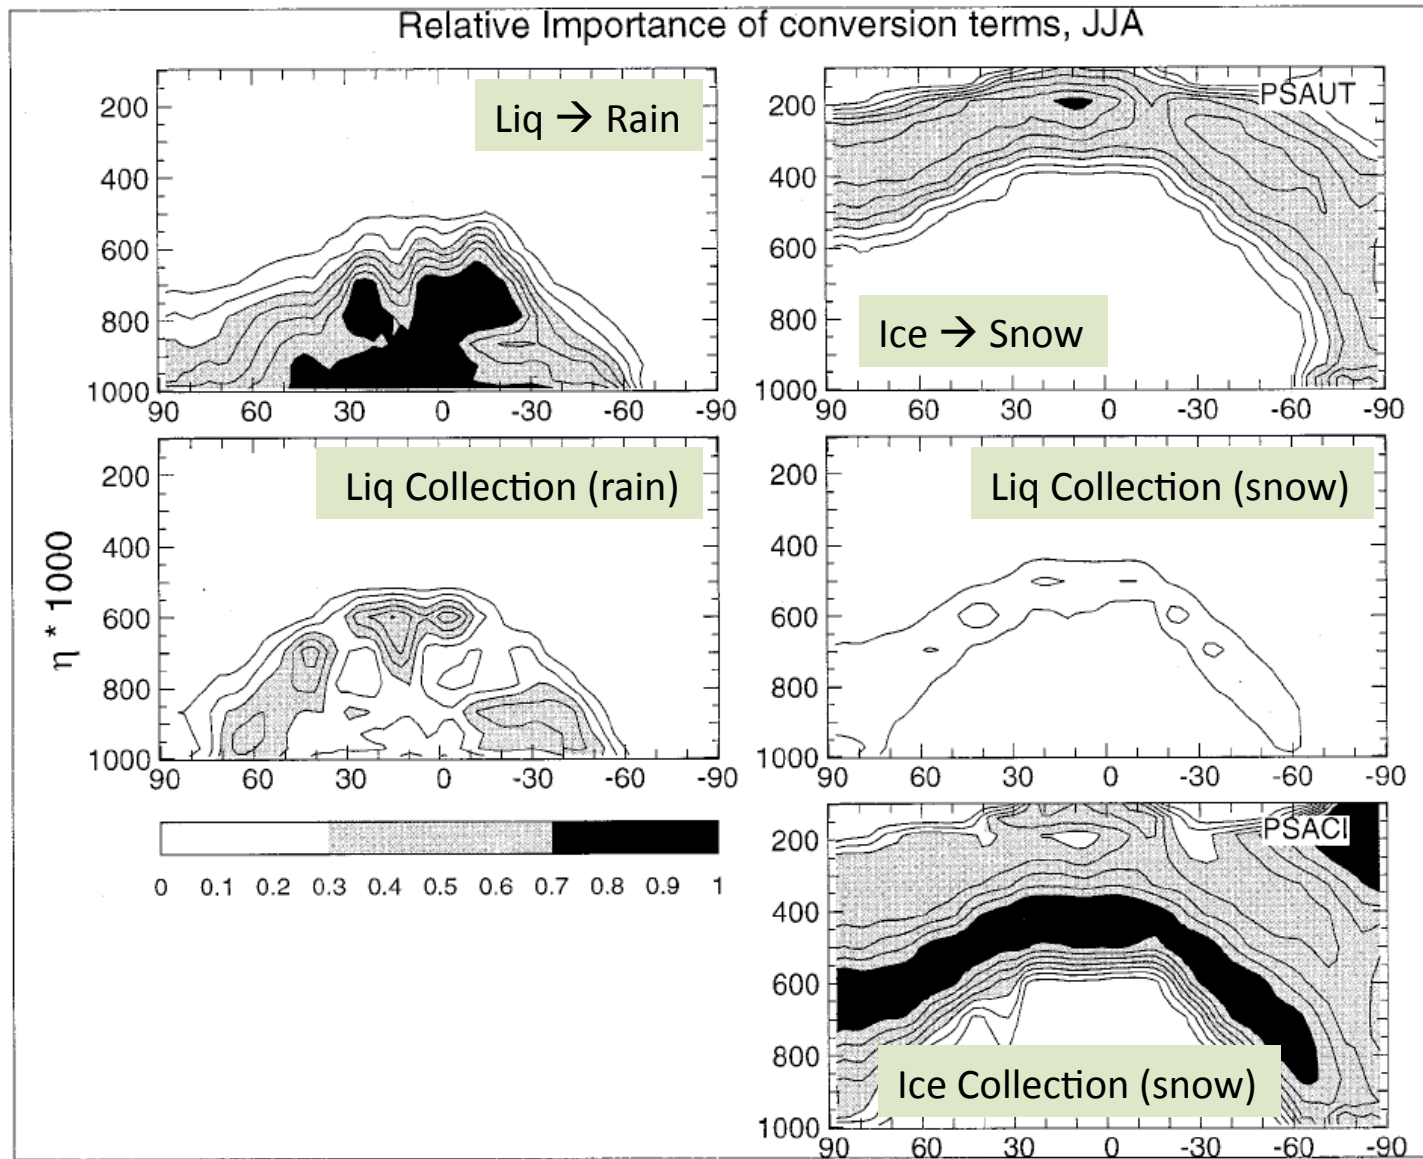 Relative Importance of conversion terms, JJA
Liq → Rain
200
400
600
800
1000
90 60 30 0 -30 -60 -90
PSAUT
Ice → Snow
200
400
600
800
1000
90 60 30 0 -30 -60 -90
η * 1000
Liq Collection (rain)
200
400
600
800
1000
90 60 30 0 -30 -60 -90
Liq Collection (snow)
200
400
600
800
1000
90 60 30 0 -30 -60 -90
0 0.1 0.2 0.3 0.4 0.5 0.6 0.7 0.8 0.9 1
PSACI
200
400
600
800
1000
Ice Collection (snow)
90 60 30 0 -30 -60 -90